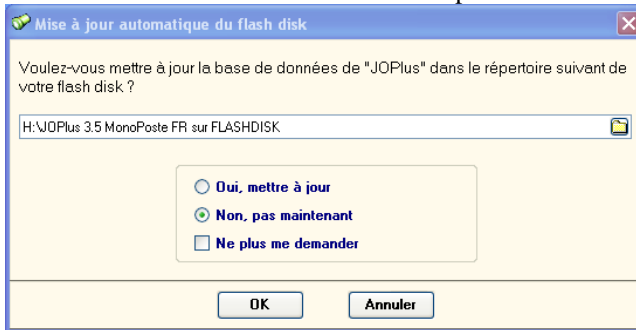 Mise à jour automatique du flash disk
Voulez-vous mettre à jour la base de données de "JOPlus" dans le répertoire suivant de
votre flash disk ?
H:\JOPlus 3.5 MonoPoste FR sur FLASHDISK
Oui, mettre à jour
Non, pas maintenant
Ne plus me demander
OK Annuler